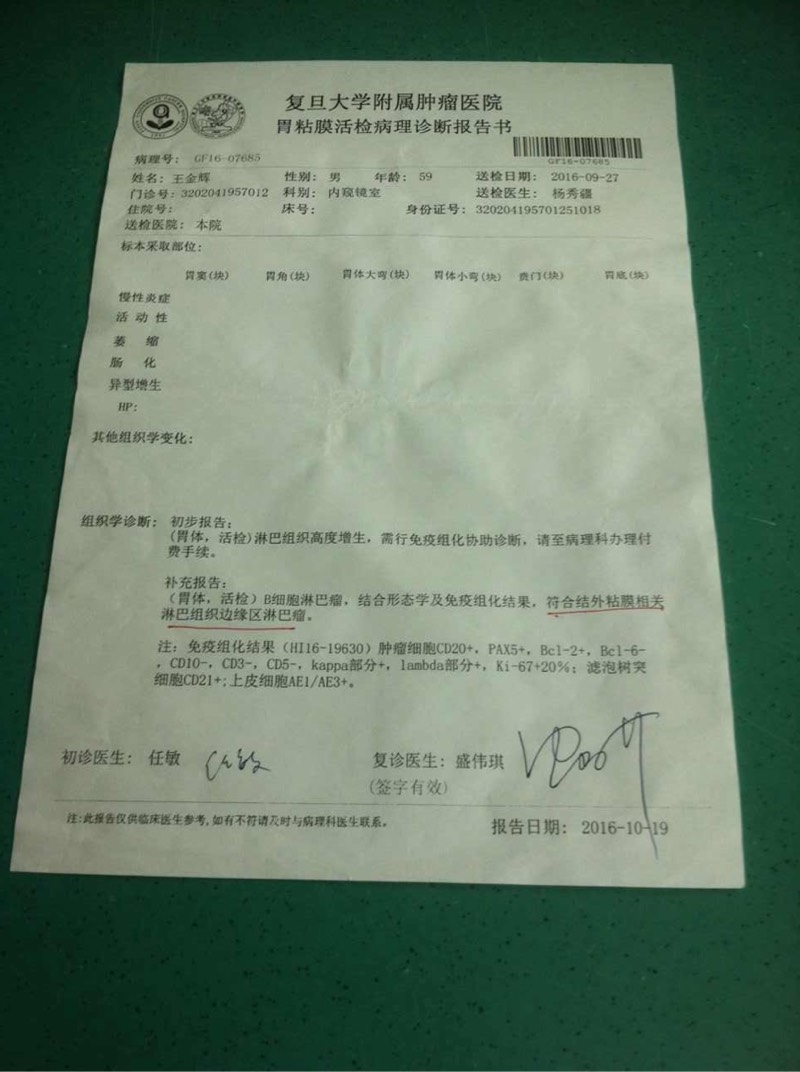 复旦大学附属肿瘤医院
胃粘膜活检病理诊断报告书
GF16-07685
病理号: GF16-07685
姓名: 王金辉 性别: 男 年龄: 59 送检日期: 2016-09-27
门诊号: 3202041957012 科别: 内窥镜室 送检医生: 杨秀疆
住院号: 床号: 身份证号: 320204195701251018
送检医院: 本院
标本采取部位:
胃窦(块) 胃角(块) 胃体大弯(块) 胃体小弯(块) 贲门(块) 胃底(块)
慢性炎症
活动性
萎缩
肠化
异型增生
HP:
其他组织学变化:
组织学诊断: 初步报告:
(胃体,活检)淋巴组织高度增生,需行免疫组化协助诊断,请至病理科办理付
费手续。
补充报告:
(胃体,活检)B细胞淋巴瘤,结合形态学及免疫组化结果,符合结外粘膜相关
淋巴组织边缘区淋巴瘤。
注: 免疫组化结果(HI16-19630)肿瘤细胞CD20+, PAX5+, Bcl-2+, Bcl-6-
, CD10-, CD3-, CD5-, kappa部分+, lambda部分+, Ki-67+20%; 滤泡树突
细胞CD21+;上皮细胞AE1/AE3+。
初诊医生: 任敏 任敏 复诊医生: 盛伟琪
(签字有效)
注:此报告仅供临床医生参考,如有不符请及时与病理科医生联系。
报告日期: 2016-10-19